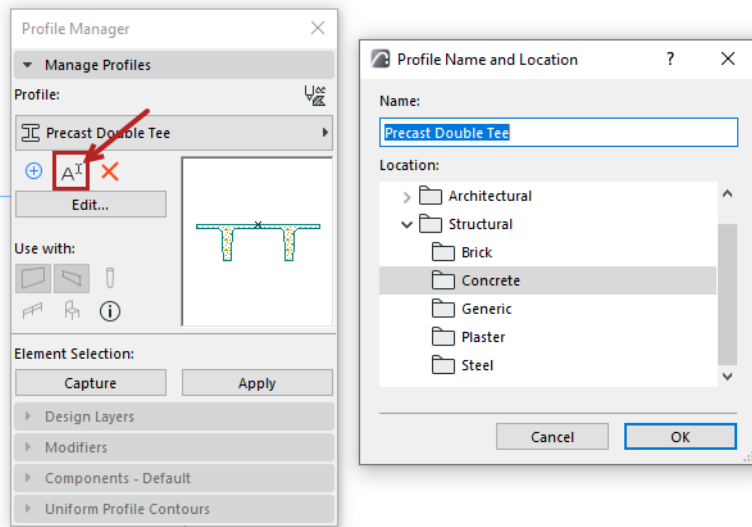 Profile Manager
Manage Profiles
Profile:
Precast Double Tee
A
Edit...
Use with:
Element Selection:
Capture
Apply
Design Layers
Modifiers
Components - Default
Uniform Profile Contours
Profile Name and Location
?
Name:
Precast Double Tee
Location:
Architectural
Structural
Brick
Concrete
Generic
Plaster
Steel
Cancel
OK